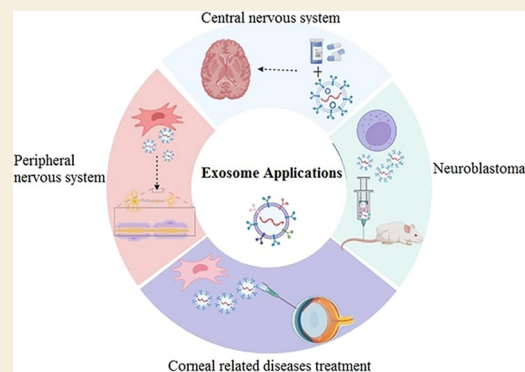 Central nervous system
+
Peripheral
nervous system
Exosome Applications
Neuroblastoma
Corneal related diseases treatment